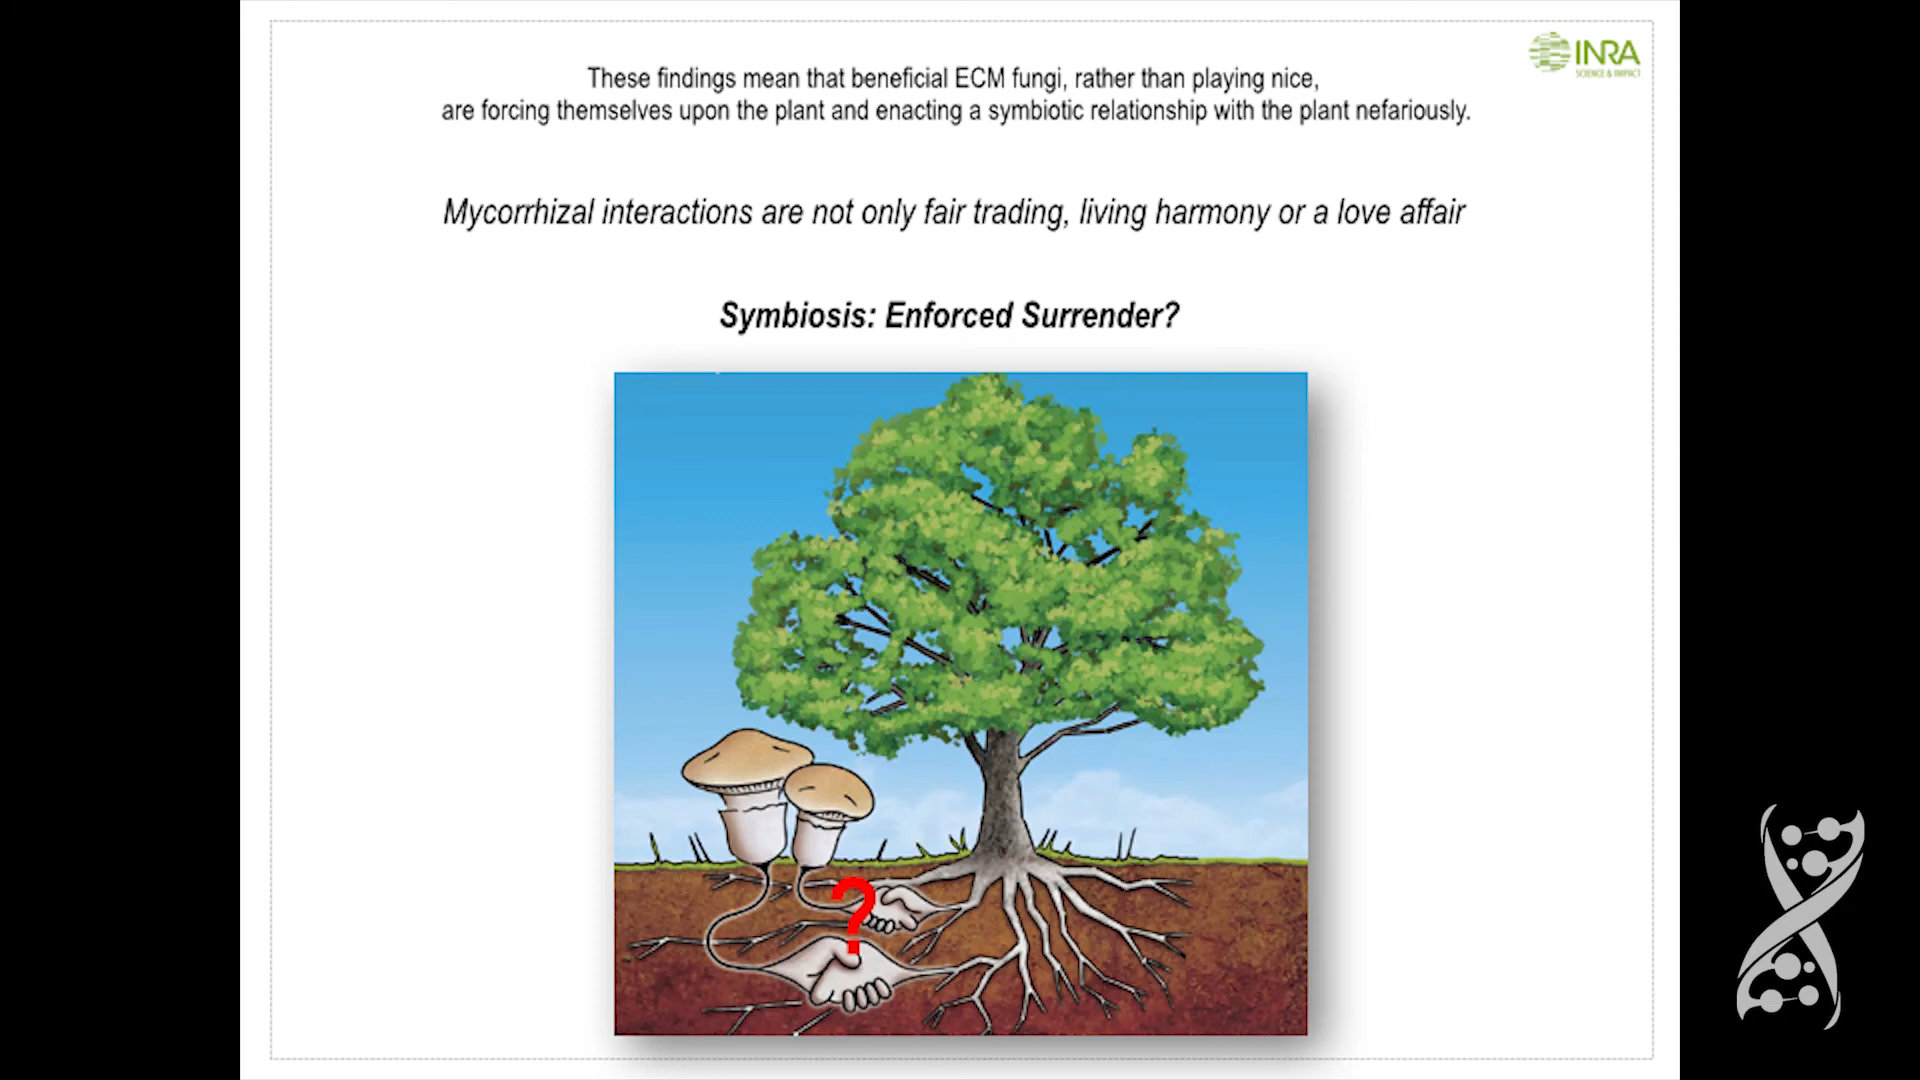 INRA
SCIENCE & IMPACT
These findings mean that beneficial ECM fungi, rather than playing nice,
are forcing themselves upon the plant and enacting a symbiotic relationship with the plant nefariously.
Mycorrhizal interactions are not only fair trading, living harmony or a love affair
Symbiosis: Enforced Surrender?
?